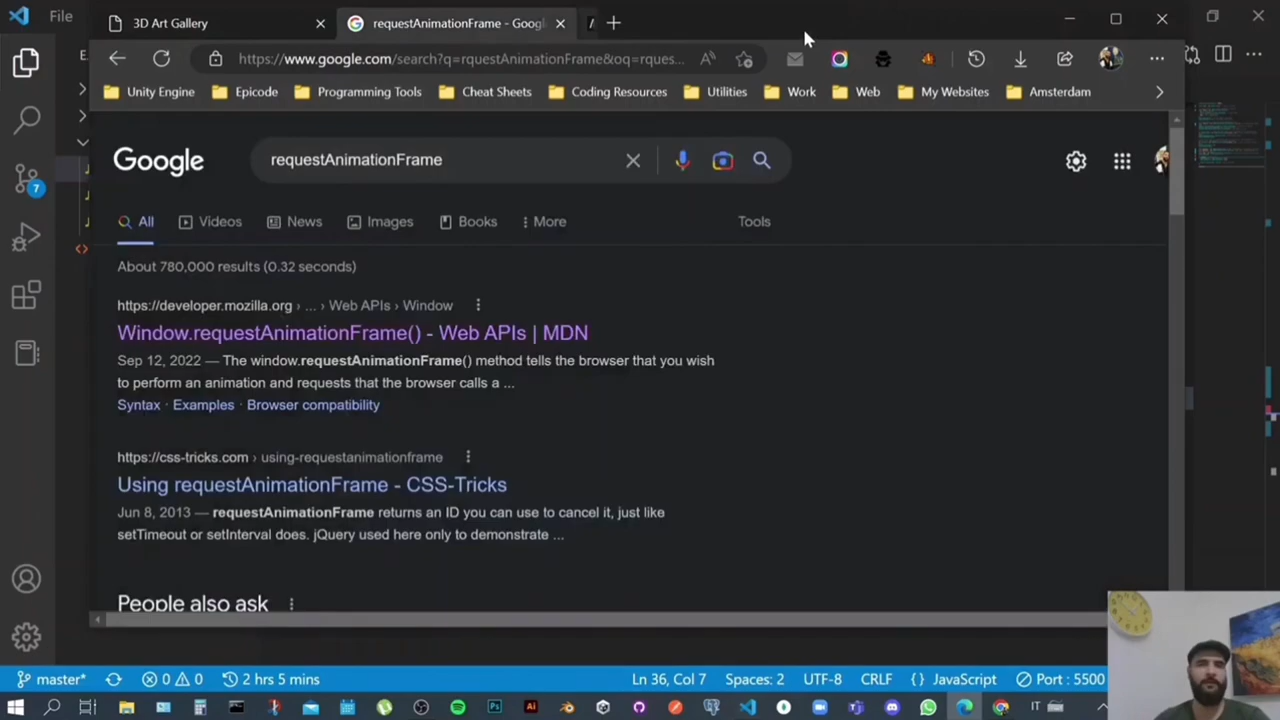 File
3D Art Gallery
requestAnimationFrame - Goog
https://www.google.com/search?q=rquestAnimationFrame&oq=rques...
Unity Engine
Epicode
Programming Tools
Cheat Sheets
Coding Resources
Utilities
Work
Web
My Websites
Amsterdam
Google
requestAnimationFrame
All
Videos
News
Images
Books
More
Tools
About 780,000 results (0.32 seconds)
https://developer.mozilla.org › ... › Web APIs › Window
Window.requestAnimationFrame() - Web APIs | MDN
Sep 12, 2022 — The window.requestAnimationFrame() method tells the browser that you wish
to perform an animation and requests that the browser calls a ...
Syntax · Examples · Browser compatibility
https://css-tricks.com › using-requestanimationframe
Using requestAnimationFrame - CSS-Tricks
Jun 8, 2013 — requestAnimationFrame returns an ID you can use to cancel it, just like
setTimeout or setInterval does. jQuery used here only to demonstrate ...
People also ask
7
master*
0
0
2 hrs 5 mins
Ln 36, Col 7
Spaces: 2
UTF-8
CRLF
{ } JavaScript
Port : 5500
Ps
Ai
IT